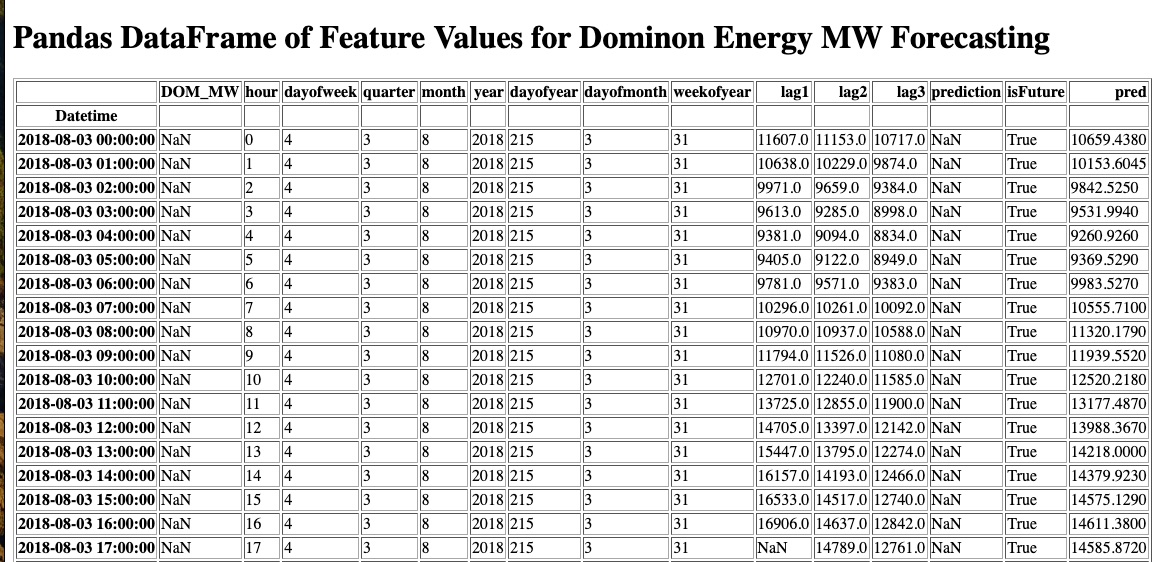 Pandas DataFrame of Feature Values for Dominon Energy MW Forecasting
DOM_MW hour dayofweek quarter month year dayofyear dayofmonth weekofyear lag1 lag2 lag3 prediction isFuture pred
Datetime
2018-08-03 00:00:00 NaN 0 4 3 8 2018 215 3 31 11607.0 11153.0 10717.0 NaN True 10659.4380
2018-08-03 01:00:00 NaN 1 4 3 8 2018 215 3 31 10638.0 10229.0 9874.0 NaN True 10153.6045
2018-08-03 02:00:00 NaN 2 4 3 8 2018 215 3 31 9971.0 9659.0 9384.0 NaN True 9842.5250
2018-08-03 03:00:00 NaN 3 4 3 8 2018 215 3 31 9613.0 9285.0 8998.0 NaN True 9531.9940
2018-08-03 04:00:00 NaN 4 4 3 8 2018 215 3 31 9381.0 9094.0 8834.0 NaN True 9260.9260
2018-08-03 05:00:00 NaN 5 4 3 8 2018 215 3 31 9405.0 9122.0 8949.0 NaN True 9369.5290
2018-08-03 06:00:00 NaN 6 4 3 8 2018 215 3 31 9781.0 9571.0 9383.0 NaN True 9983.5270
2018-08-03 07:00:00 NaN 7 4 3 8 2018 215 3 31 10296.0 10261.0 10092.0 NaN True 10555.7100
2018-08-03 08:00:00 NaN 8 4 3 8 2018 215 3 31 10970.0 10937.0 10588.0 NaN True 11320.1790
2018-08-03 09:00:00 NaN 9 4 3 8 2018 215 3 31 11794.0 11526.0 11080.0 NaN True 11939.5520
2018-08-03 10:00:00 NaN 10 4 3 8 2018 215 3 31 12701.0 12240.0 11585.0 NaN True 12520.2180
2018-08-03 11:00:00 NaN 11 4 3 8 2018 215 3 31 13725.0 12855.0 11900.0 NaN True 13177.4870
2018-08-03 12:00:00 NaN 12 4 3 8 2018 215 3 31 14705.0 13397.0 12142.0 NaN True 13988.3670
2018-08-03 13:00:00 NaN 13 4 3 8 2018 215 3 31 15447.0 13795.0 12274.0 NaN True 14218.0000
2018-08-03 14:00:00 NaN 14 4 3 8 2018 215 3 31 16157.0 14193.0 12466.0 NaN True 14379.9230
2018-08-03 15:00:00 NaN 15 4 3 8 2018 215 3 31 16533.0 14517.0 12740.0 NaN True 14575.1290
2018-08-03 16:00:00 NaN 16 4 3 8 2018 215 3 31 16906.0 14637.0 12842.0 NaN True 14611.3800
2018-08-03 17:00:00 NaN 17 4 3 8 2018 215 3 31 NaN 14789.0 12761.0 NaN True 14585.8720